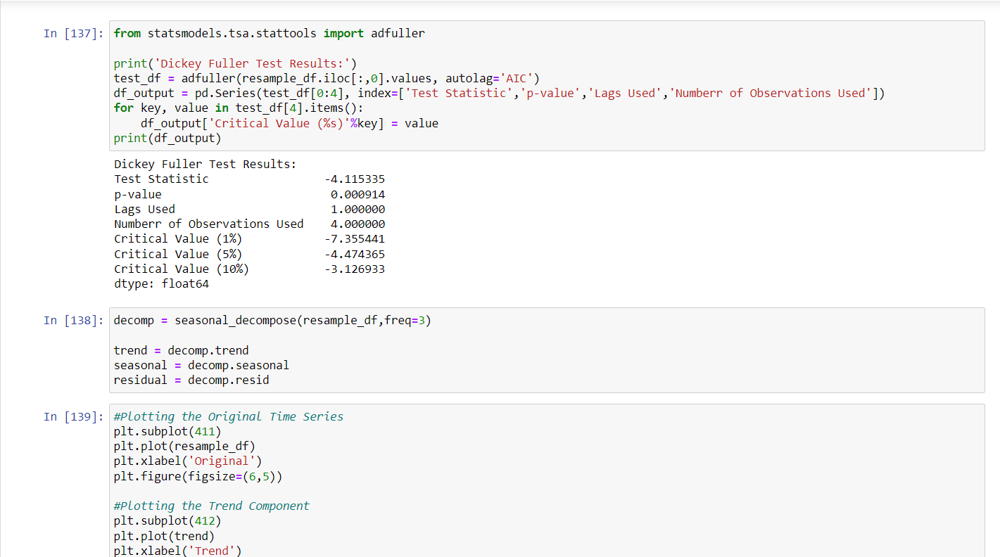 In [137]: from statsmodels.tsa.stattools import adfuller
print('Dickey Fuller Test Results:')
test_df = adfuller(resample_df.iloc[:,0].values, autolag='AIC')
df_output = pd.Series(test_df[0:4], index=['Test Statistic','p-value','Lags Used','Numberr of Observations Used'])
for key, value in test_df[4].items():
    df_output['Critical Value (%s)'%key] = value
print(df_output)
Dickey Fuller Test Results:
Test Statistic                 -4.115335
p-value                         0.000914
Lags Used                       1.000000
Numberr of Observations Used    4.000000
Critical Value (1%)            -7.355441
Critical Value (5%)            -4.474365
Critical Value (10%)           -3.126933
dtype: float64
In [138]: decomp = seasonal_decompose(resample_df,freq=3)
trend = decomp.trend
seasonal = decomp.seasonal
residual = decomp.resid
In [139]: #Plotting the Original Time Series
plt.subplot(411)
plt.plot(resample_df)
plt.xlabel('Original')
plt.figure(figsize=(6,5))
#Plotting the Trend Component
plt.subplot(412)
plt.plot(trend)
plt.xlabel('Trend')